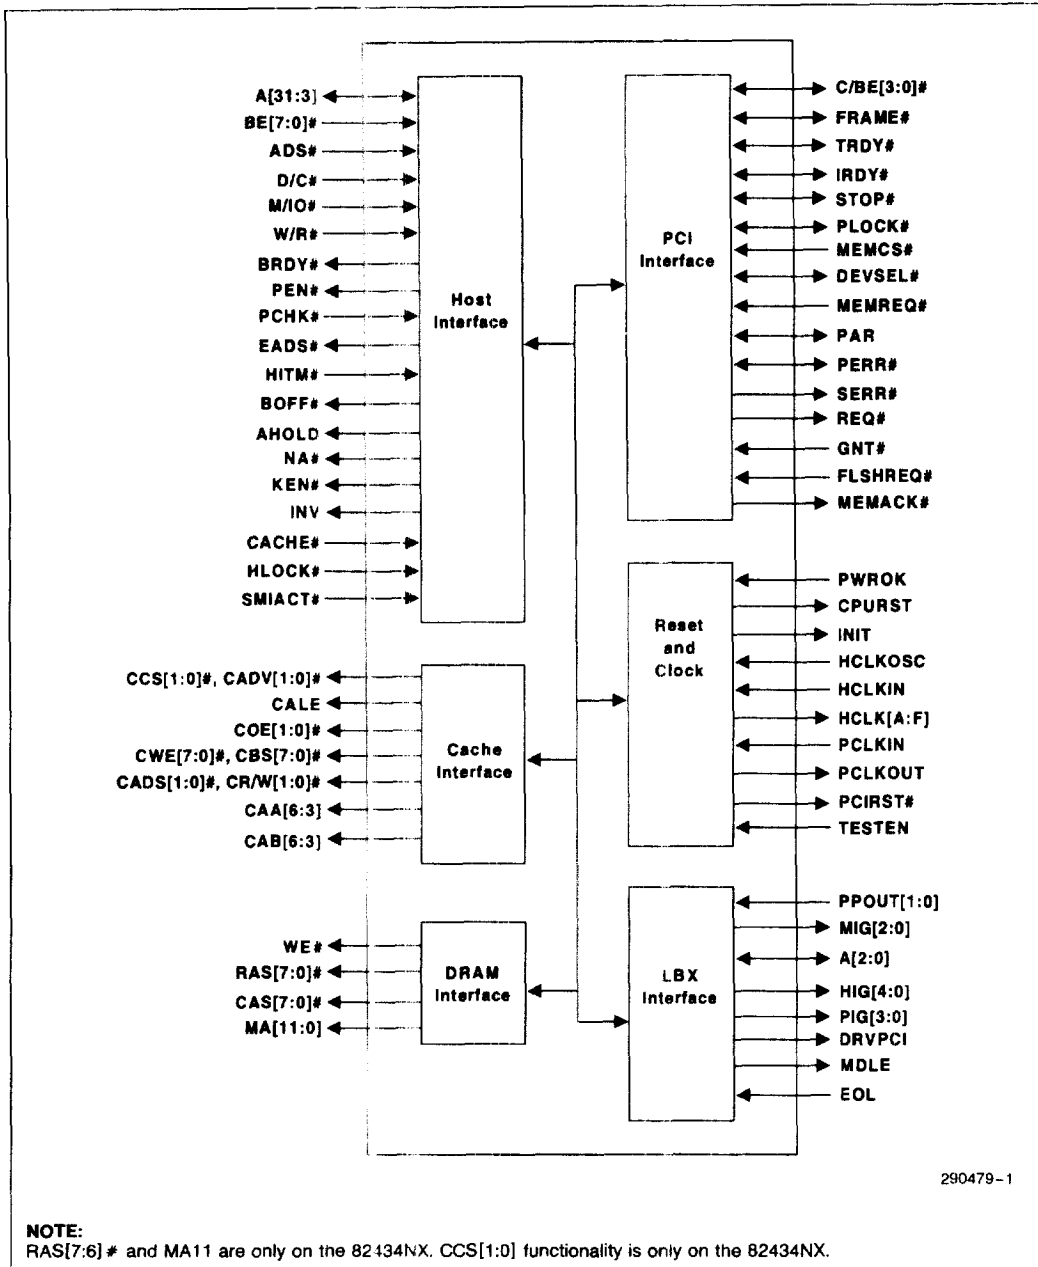 A[31:3]
BE[7:0]#
ADS#
D/C#
M/IO#
W/R#
BRDY#
PEN#
PCHK#
EADS#
HITM#
BOFF#
AHOLD
NA#
KEN#
INV
CACHE#
HLOCK#
SMIACT#
Host
Interface
CCS[1:0]#, CADV[1:0]#
CALE
COE[1:0]#
CWE[7:0]#, CBS[7:0]#
CADS[1:0]#, CR/W[1:0]#
CAA[6:3]
CAB[6:3]
Cache
Interface
WE#
RAS[7:0]#
CAS[7:0]#
MA[11:0]
DRAM
Interface
PCI
Interface
C/BE[3:0]#
FRAME#
TRDY#
IRDY#
STOP#
PLOCK#
MEMCS#
DEVSEL#
MEMREQ#
PAR
PERR#
SERR#
REQ#
GNT#
FLSHREQ#
MEMACK#
Reset
and
Clock
PWROK
CPURST
INIT
HCLKOSC
HCLKIN
HCLK[A:F]
PCLKIN
PCLKOUT
PCIRST#
TESTEN
LBX
Interface
PPOUT[1:0]
MIG[2:0]
A[2:0]
HIG[4:0]
PIG[3:0]
DRVPCI
MDLE
EOL
290479-1
NOTE:
RAS[7:6]# and MA11 are only on the 82434NX. CCS[1:0] functionality is only on the 82434NX.